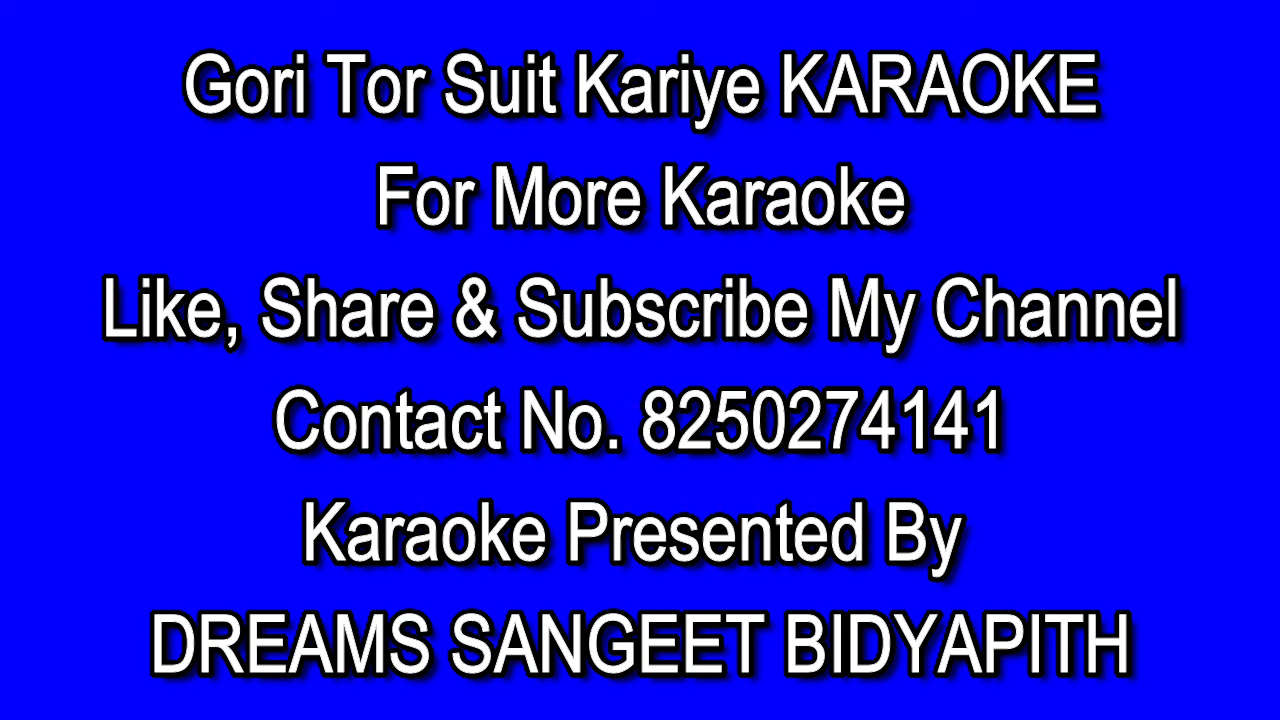 Gori Tor Suit Kariye KARAOKE
For More Karaoke
Like, Share & Subscribe My Channel
Contact No. 8250274141
Karaoke Presented By
DREAMS SANGEET BIDYAPITH